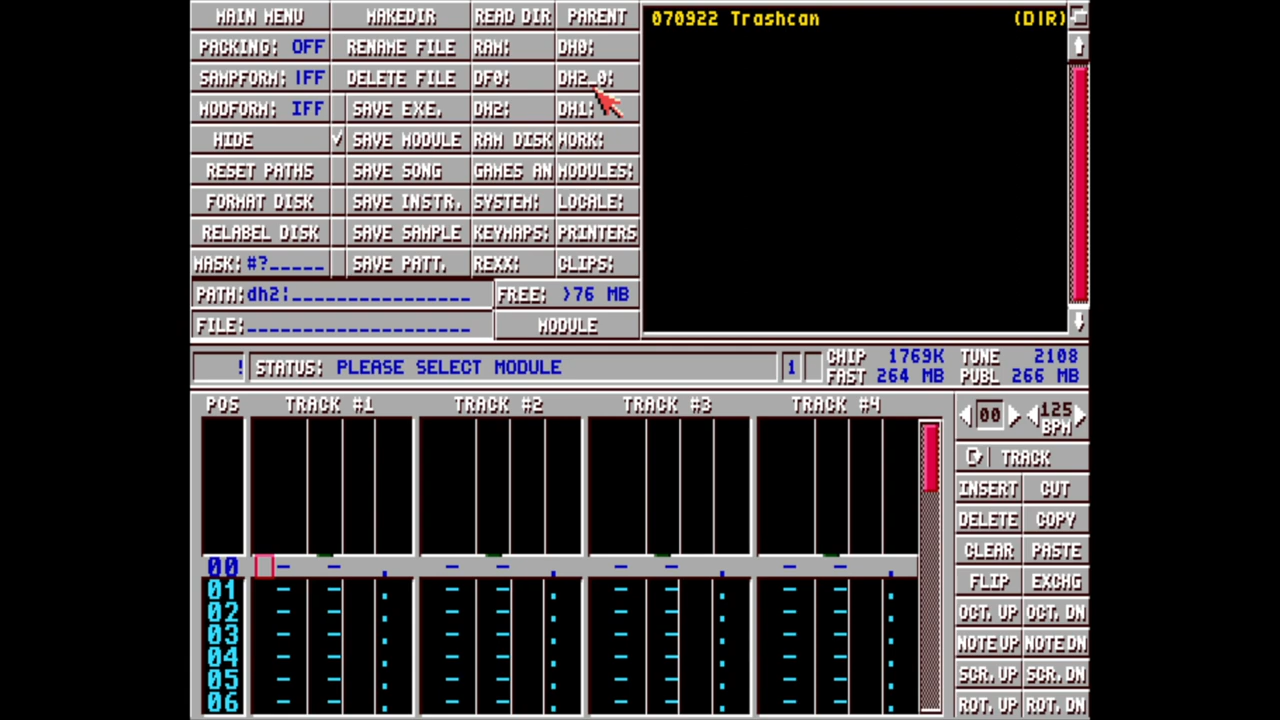 MAIN MENU MAKEDIR READ DIR PARENT 070922 Trashcan (DIR)
PACKING: OFF RENAME FILE RAM: DH0:
SAMPFORM: IFF DELETE FILE DF0: DH2_0:
MODFORM: IFF SAVE EXE. DH2: DH1:
HIDE √ SAVE MODULE RAM DISK WORK:
RESET PATHS SAVE SONG GAMES AN MODULES:
FORMAT DISK SAVE INSTR. SYSTEM: LOCALE:
RELABEL DISK SAVE SAMPLE KEYMAPS: PRINTERS
MASK: #?_____ SAVE PATT. REXX: CLIPS:
PATH: dh2:________________ FREE: >76 MB
FILE:____________________ MODULE
! STATUS: PLEASE SELECT MODULE 1 CHIP 1769K TUNE 2108
FAST 264 MB PUBL 266 MB
POS TRACK #1 TRACK #2 TRACK #3 TRACK #4 00 125 BPM
TRACK
INSERT CUT
DELETE COPY
CLEAR PASTE
00 - - . - - . - - . - - .
FLIP EXCHG
01 - - : - - : - - : - - :
02 - - : - - : - - : - - : OCT. UP OCT. DN
03 - - : - - : - - : - - : NOTE UP NOTE DN
04 - - : - - : - - : - - :
05 - - : - - : - - : - - : SCR. UP SCR. DN
06 - - : - - : - - : - - : ROT. UP ROT. DN